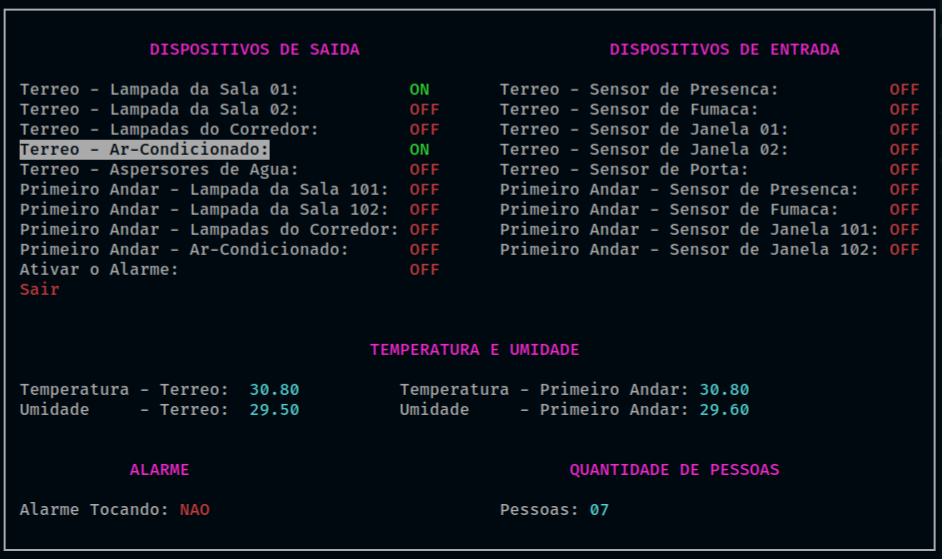 DISPOSITIVOS DE SAIDA DISPOSITIVOS DE ENTRADA
Terreo - Lampada da Sala 01: ON Terreo - Sensor de Presenca: OFF
Terreo - Lampada da Sala 02: OFF Terreo - Sensor de Fumaca: OFF
Terreo - Lampadas do Corredor: OFF Terreo - Sensor de Janela 01: OFF
Terreo - Ar-Condicionado: ON Terreo - Sensor de Janela 02: OFF
Terreo - Aspersores de Agua: OFF Terreo - Sensor de Porta: OFF
Primeiro Andar - Lampada da Sala 101: OFF Primeiro Andar - Sensor de Presenca: OFF
Primeiro Andar - Lampada da Sala 102: OFF Primeiro Andar - Sensor de Fumaca: OFF
Primeiro Andar - Lampadas do Corredor: OFF Primeiro Andar - Sensor de Janela 101: OFF
Primeiro Andar - Ar-Condicionado: OFF Primeiro Andar - Sensor de Janela 102: OFF
Ativar o Alarme: OFF
Sair
TEMPERATURA E UMIDADE
Temperatura - Terreo: 30.80 Temperatura - Primeiro Andar: 30.80
Umidade - Terreo: 29.50 Umidade - Primeiro Andar: 29.60
ALARME QUANTIDADE DE PESSOAS
Alarme Tocando: NAO Pessoas: 07